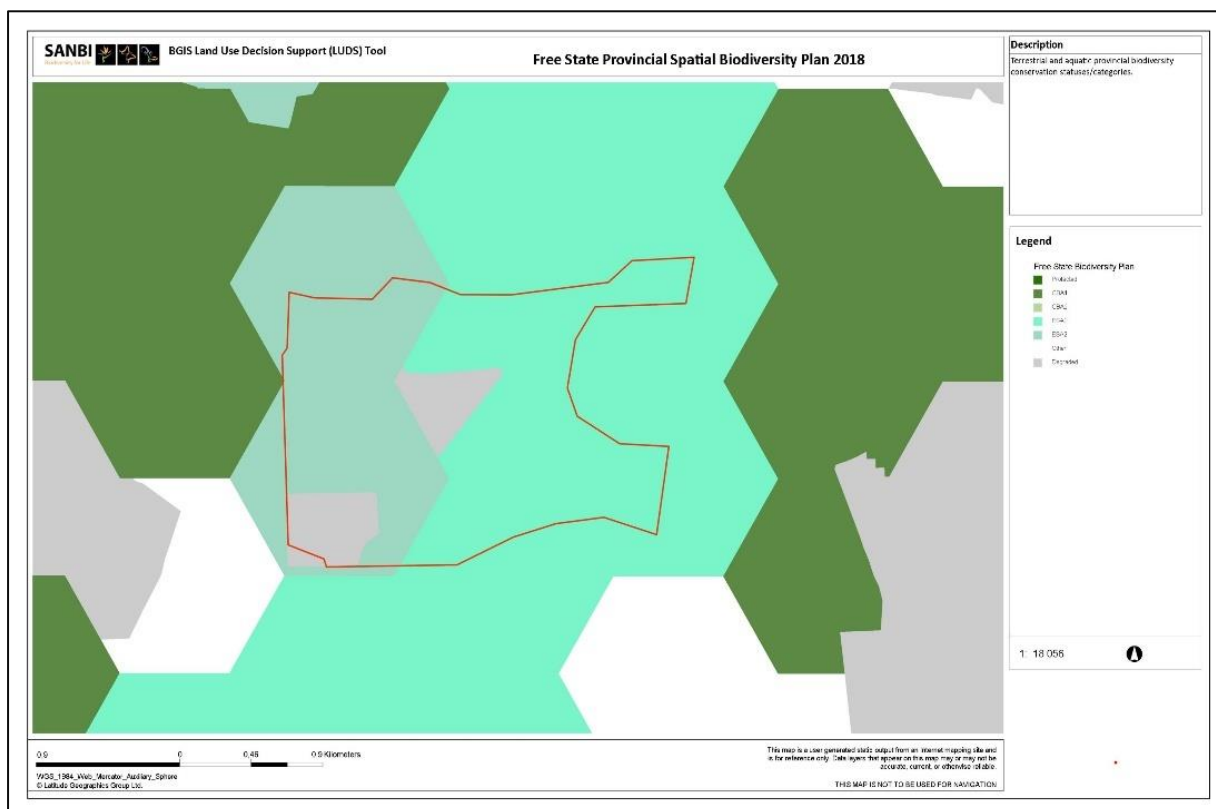 SANBI
Biodiversity for Life
BGIS Land Use Decision Support (LUDS) Tool
Free State Provincial Spatial Biodiversity Plan 2018
Description
Terrestrial and aquatic provincial biodiversity
conservation statuses/categories.
Legend
Free State Biodiversity Plan
Protected
CBA1
CBA2
ESA1
ESA2
Other
Degraded
1: 18 056
0.9
0
0.45
0.9 Kilometers
WGS_1984_Web_Mercator_Auxiliary_Sphere
© Latitude Geographics Group Ltd.
This map is a user generated static output from an Internet mapping site and
is for reference only. Data layers that appear on this map may or may not be
accurate, current, or otherwise reliable.
THIS MAP IS NOT TO BE USED FOR NAVIGATION